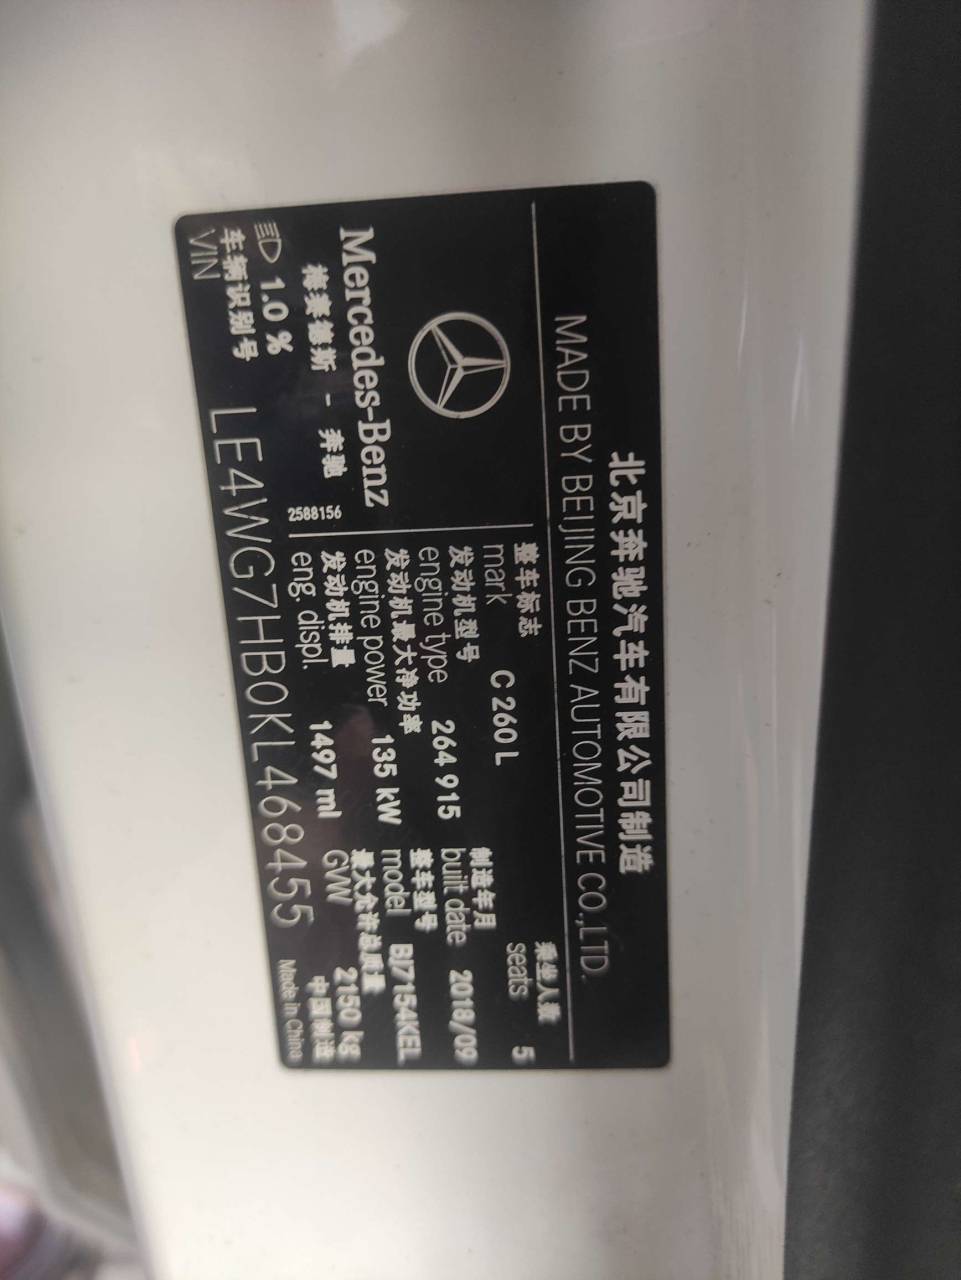 北京奔驰汽车有限公司制造
MADE BY BEIJING BENZ AUTOMOTIVE CO.,LTD.
Mercedes-Benz
梅赛德斯 - 奔驰
2588156
整车标志
mark C 260 L
乘坐人数
seats 5
发动机型号
engine type 264 915
制造年月
built date 2018/09
发动机最大净功率
engine power 135 kW
整车型号
model BJ7154KEL
发动机排量
eng. displ. 1497 ml
最大允许总质量
GVW 2150 kg
1.0 %
车辆识别号
VIN LE4WG7HB0KL468455
中国制造
Made in China